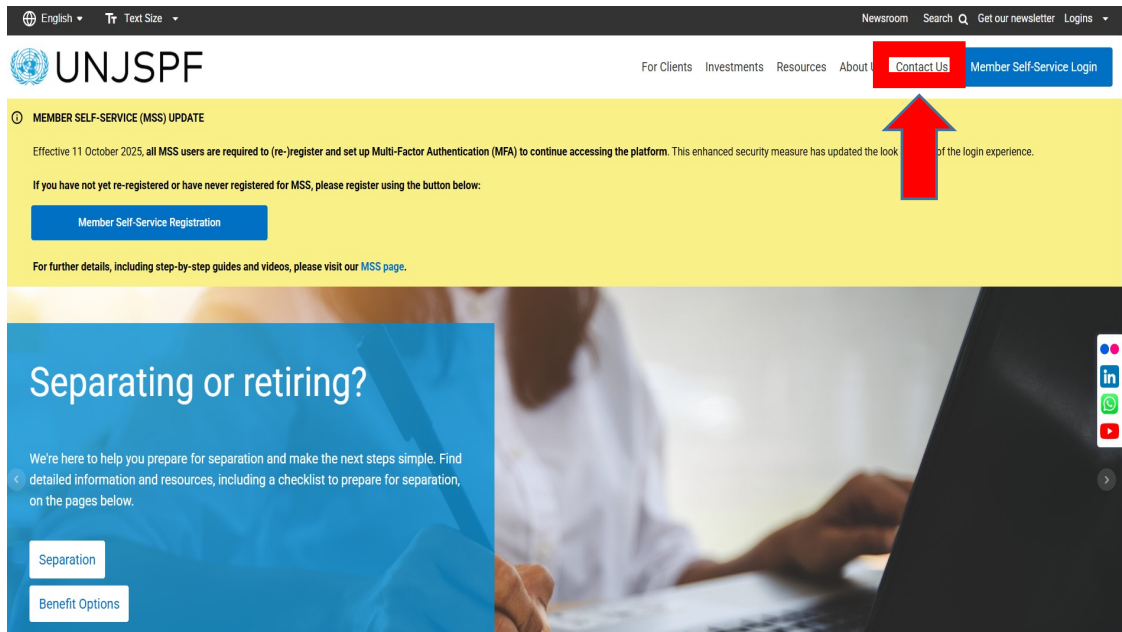 English
Text Size
Newsroom Search Get our newsletter Logins
UNJSPF
For Clients Investments Resources About Contact Us Member Self-Service Login
MEMBER SELF-SERVICE (MSS) UPDATE
Effective 11 October 2025, all MSS users are required to (re-)register and set up Multi-Factor Authentication (MFA) to continue accessing the platform. This enhanced security measure has updated the look of the login experience.
If you have not yet re-registered or have never registered for MSS, please register using the button below:
Member Self-Service Registration
For further details, including step-by-step guides and videos, please visit our MSS page.
Separating or retiring?
We're here to help you prepare for separation and make the next steps simple. Find
detailed information and resources, including a checklist to prepare for separation,
on the pages below.
Separation
Benefit Options
in